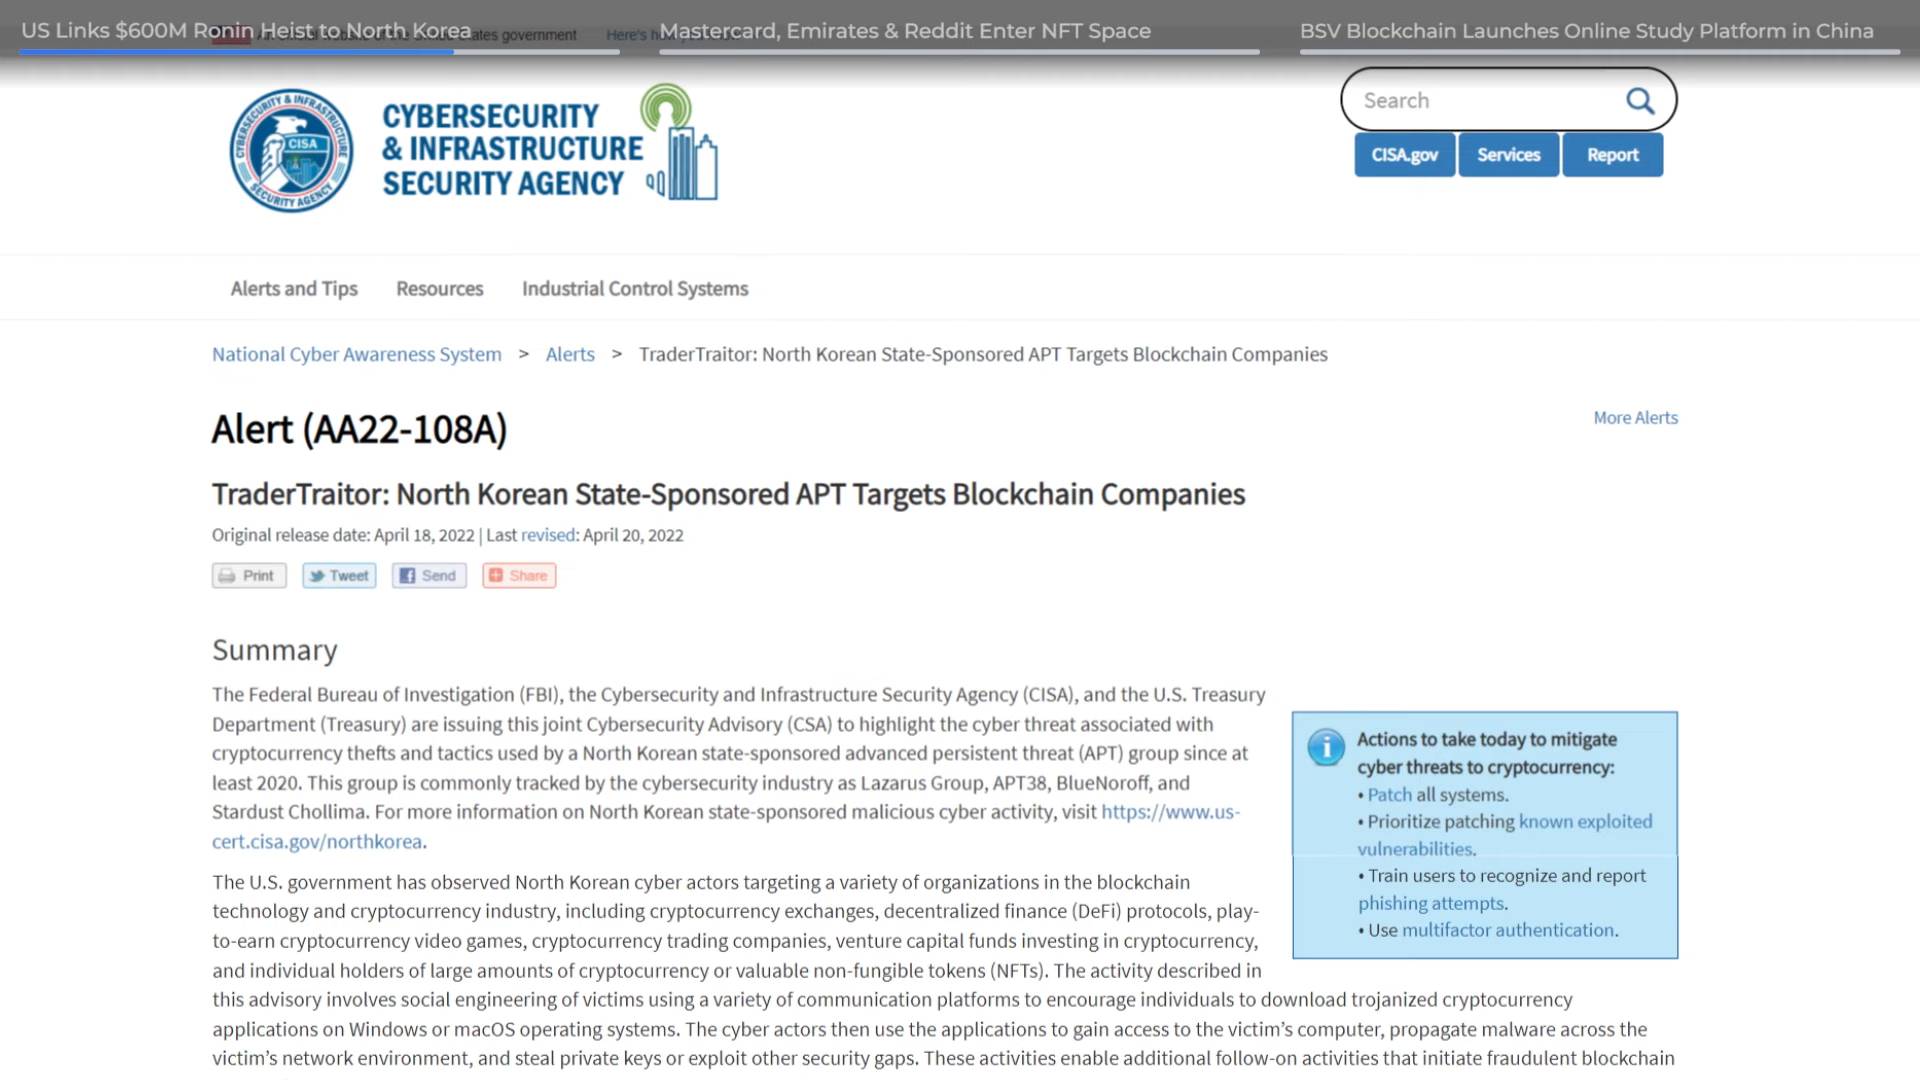 US Links $600M Ronin Heist to North Korea
Mastercard, Emirates & Reddit Enter NFT Space
BSV Blockchain Launches Online Study Platform in China
CYBERSECURITY & INFRASTRUCTURE
SECURITY AGENCY
CISA
CYBERSECURITY
& INFRASTRUCTURE
SECURITY AGENCY
Search
CISA.gov
Services
Report
Alerts and Tips
Resources
Industrial Control Systems
National Cyber Awareness System > Alerts > TraderTraitor: North Korean State-Sponsored APT Targets Blockchain Companies
Alert (AA22-108A)
More Alerts
TraderTraitor: North Korean State-Sponsored APT Targets Blockchain Companies
Original release date: April 18, 2022 | Last revised: April 20, 2022
Print
Tweet
Send
Share
Summary
The Federal Bureau of Investigation (FBI), the Cybersecurity and Infrastructure Security Agency (CISA), and the U.S. Treasury
Department (Treasury) are issuing this joint Cybersecurity Advisory (CSA) to highlight the cyber threat associated with
cryptocurrency thefts and tactics used by a North Korean state-sponsored advanced persistent threat (APT) group since at
least 2020. This group is commonly tracked by the cybersecurity industry as Lazarus Group, APT38, BlueNoroff, and
Stardust Chollima. For more information on North Korean state-sponsored malicious cyber activity, visit https://www.us-
cert.cisa.gov/northkorea.
Actions to take today to mitigate
cyber threats to cryptocurrency:
• Patch all systems.
• Prioritize patching known exploited
vulnerabilities.
• Train users to recognize and report
phishing attempts.
• Use multifactor authentication.
The U.S. government has observed North Korean cyber actors targeting a variety of organizations in the blockchain
technology and cryptocurrency industry, including cryptocurrency exchanges, decentralized finance (DeFi) protocols, play-
to-earn cryptocurrency video games, cryptocurrency trading companies, venture capital funds investing in cryptocurrency,
and individual holders of large amounts of cryptocurrency or valuable non-fungible tokens (NFTs). The activity described in
this advisory involves social engineering of victims using a variety of communication platforms to encourage individuals to download trojanized cryptocurrency
applications on Windows or macOS operating systems. The cyber actors then use the applications to gain access to the victim's computer, propagate malware across the
victim's network environment, and steal private keys or exploit other security gaps. These activities enable additional follow-on activities that initiate fraudulent blockchain